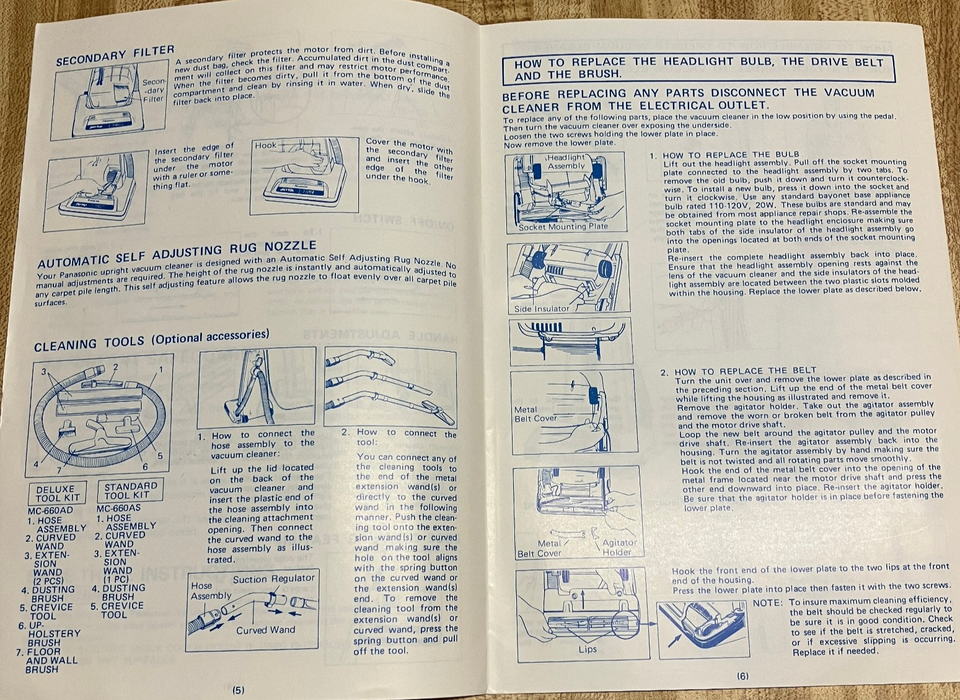 SECONDARY FILTER
A secondary filter protects the motor from dirt. Before installing a
new dust bag, check the filter. Accumulated dirt in the dust compart-
ment will collect on this filter and may restrict motor performance.
When the filter becomes dirty, pull it from the bottom of the dust
compartment and clean by rinsing it in water. When dry, slide the
filter back into place.
Secon-
-dary
Filter
Insert the edge of
the secondary filter
under the motor
with a ruler or some-
thing flat.
Hook
Cover the motor with
the secondary filter
and insert the other
edge of the filter
under the hook.
AUTOMATIC SELF ADJUSTING RUG NOZZLE
Your Panasonic upright vacuum cleaner is designed with an Automatic Self Adjusting Rug Nozzle. No
manual adjustments are required. The height of the rug nozzle is instantly and automatically adjusted to
any carpet pile length. This self adjusting feature allows the rug nozzle to float evenly over all carpet pile
surfaces.
CLEANING TOOLS (Optional accessories)
3
2
1
4
7
6
5
DELUXE
TOOL KIT
MC-660AD
1. HOSE
ASSEMBLY
2. CURVED
WAND
3. EXTEN-
SION
WAND
(2 PCS)
4. DUSTING
BRUSH
5. CREVICE
TOOL
6. UP-
HOLSTERY
BRUSH
7. FLOOR
AND WALL
BRUSH
STANDARD
TOOL KIT
MC-660AS
1. HOSE
ASSEMBLY
2. CURVED
WAND
3. EXTEN-
SION
WAND
(1 PC)
4. DUSTING
BRUSH
5. CREVICE
TOOL
1. How to connect the
hose assembly to the
vacuum cleaner:
Lift up the lid located
on the back of the
vacuum cleaner and
insert the plastic end of
the hose assembly into
the cleaning attachment
opening. Then connect
the curved wand to the
hose assembly as illus-
trated.
Hose
Assembly
Suction Regulator
Curved Wand
2. How to connect the
tool:
You can connect any of
the cleaning tools to
the end of the metal
extension wand(s) or
directly to the curved
wand in the following
manner. Push the clean-
ing tool onto the exten-
sion wand(s) or curved
wand making sure the
hole on the tool aligns
with the spring button
on the curved wand or
the extension wand(s)
end. To remove the
cleaning tool from the
extension wand(s) or
curved wand, press the
spring button and pull
off the tool.
(5)
HOW TO REPLACE THE HEADLIGHT BULB, THE DRIVE BELT
AND THE BRUSH.
BEFORE REPLACING ANY PARTS DISCONNECT THE VACUUM
CLEANER FROM THE ELECTRICAL OUTLET.
To replace any of the following parts, place the vacuum cleaner in the low position by using the pedal.
Then turn the vacuum cleaner over exposing the underside.
Loosen the two screws holding the lower plate in place.
Now remove the lower plate.
Headlight
Assembly
Socket Mounting Plate
Side Insulator
1. HOW TO REPLACE THE BULB
Lift out the headlight assembly. Pull off the socket mounting
plate connected to the headlight assembly by two tabs. To
remove the old bulb, push it down and turn it counterclock-
wise. To install a new bulb, press it down into the socket and
turn it clockwise. Use any standard bayonet base appliance
bulb rated 110-120V, 20W. These bulbs are standard and may
be obtained from most appliance repair shops. Re-assemble the
socket mounting plate to the headlight enclosure making sure
both tabs of the side insulator of the headlight assembly go
into the openings located at both ends of the socket mounting
plate.
Re-insert the complete headlight assembly back into place.
Ensure that the headlight assembly opening rests against the
lens of the vacuum cleaner and the side insulators of the head-
light assembly are located between the two plastic slots molded
within the housing. Replace the lower plate as described below.
Metal
Belt Cover
Metal
Belt Cover
Agitator
Holder
2. HOW TO REPLACE THE BELT
Turn the unit over and remove the lower plate as described in
the preceding section. Lift up the end of the metal belt cover
while lifting the housing as illustrated and remove it.
Remove the agitator holder. Take out the agitator assembly
and remove the worn or broken belt from the agitator pulley
and the motor drive shaft.
Loop the new belt around the agitator pulley and the motor
drive shaft. Re-insert the agitator assembly back into the
housing. Turn the agitator assembly by hand making sure the
belt is not twisted and all rotating parts move smoothly.
Hook the end of the metal belt cover into the opening of the
metal frame located near the motor drive shaft and press the
other end downward into place. Re-insert the agitator holder.
Be sure that the agitator holder is in place before fastening the
lower plate.
Hook the front end of the lower plate to the two lips at the front
end of the housing.
Press the lower plate into place then fasten it with the two screws.
Lips
NOTE: To insure maximum cleaning efficiency,
the belt should be checked regularly to
be sure it is in good condition. Check
to see if the belt is stretched, cracked,
or if excessive slipping is occurring.
Replace it if needed.
(6)